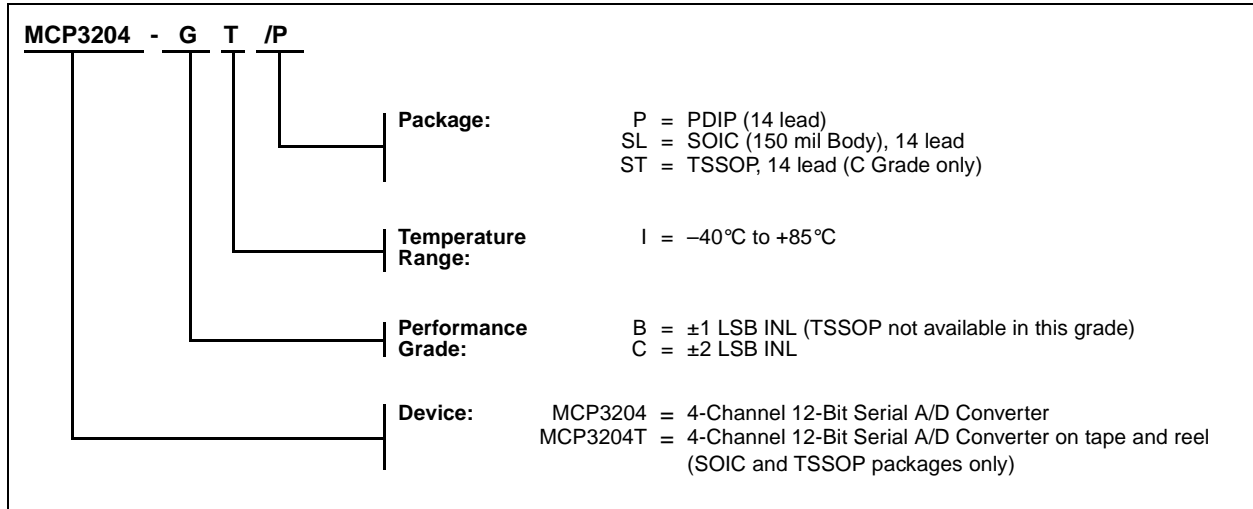 MCP3204 - G T /P
Package: P = PDIP (14 lead)
SL = SOIC (150 mil Body), 14 lead
ST = TSSOP, 14 lead (C Grade only)
Temperature I = –40°C to +85°C
Range:
Performance B = ±1 LSB INL (TSSOP not available in this grade)
Grade: C = ±2 LSB INL
Device: MCP3204 = 4-Channel 12-Bit Serial A/D Converter
MCP3204T = 4-Channel 12-Bit Serial A/D Converter on tape and reel
(SOIC and TSSOP packages only)